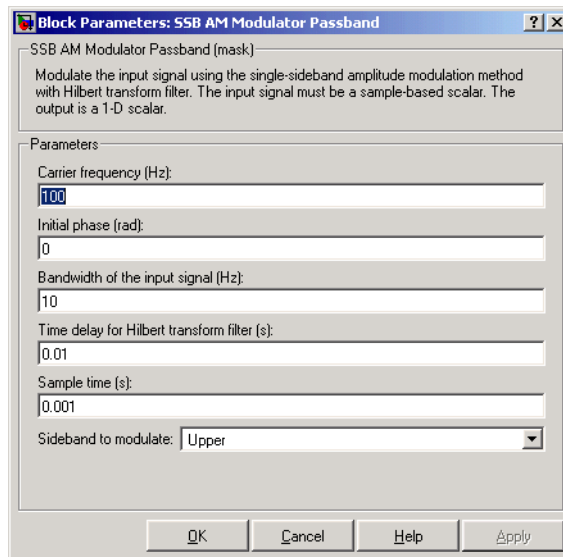 Block Parameters: SSB AM Modulator Passband
SSB AM Modulator Passband (mask)
Modulate the input signal using the single-sideband amplitude modulation method
with Hilbert transform filter. The input signal must be a sample-based scalar. The
output is a 1-D scalar.
Parameters
Carrier frequency (Hz):
100
Initial phase (rad):
0
Bandwidth of the input signal (Hz):
10
Time delay for Hilbert transform filter (s):
0.01
Sample time (s):
0.001
Sideband to modulate: Upper
OK Cancel Help Apply